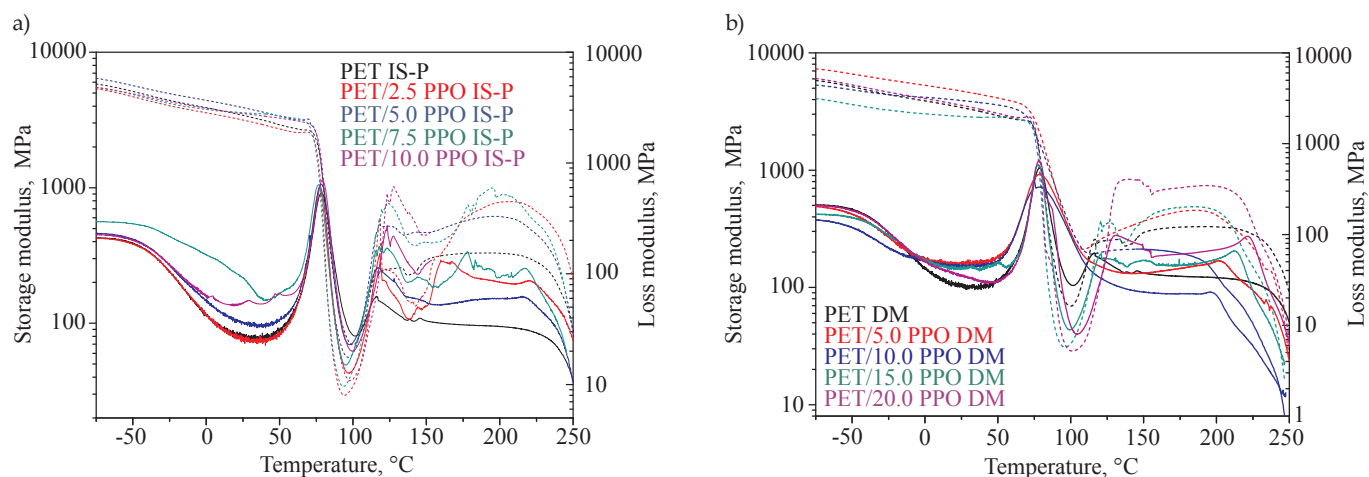 a)
10000
1000
100
Storage modulus, MPa
PET IS-P
PET/2.5 PPO IS-P
PET/5.0 PPO IS-P
PET/7.5 PPO IS-P
PET/10.0 PPO IS-P
10000
1000
100
10
Loss modulus, MPa
-50 0 50 100 150 200 250
Temperature, °C
b)
10000
1000
100
10
Storage modulus, MPa
PET DM
PET/5.0 PPO DM
PET/10.0 PPO DM
PET/15.0 PPO DM
PET/20.0 PPO DM
10000
1000
100
10
1
Loss modulus, MPa
-50 0 50 100 150 200 250
Temperature, °C